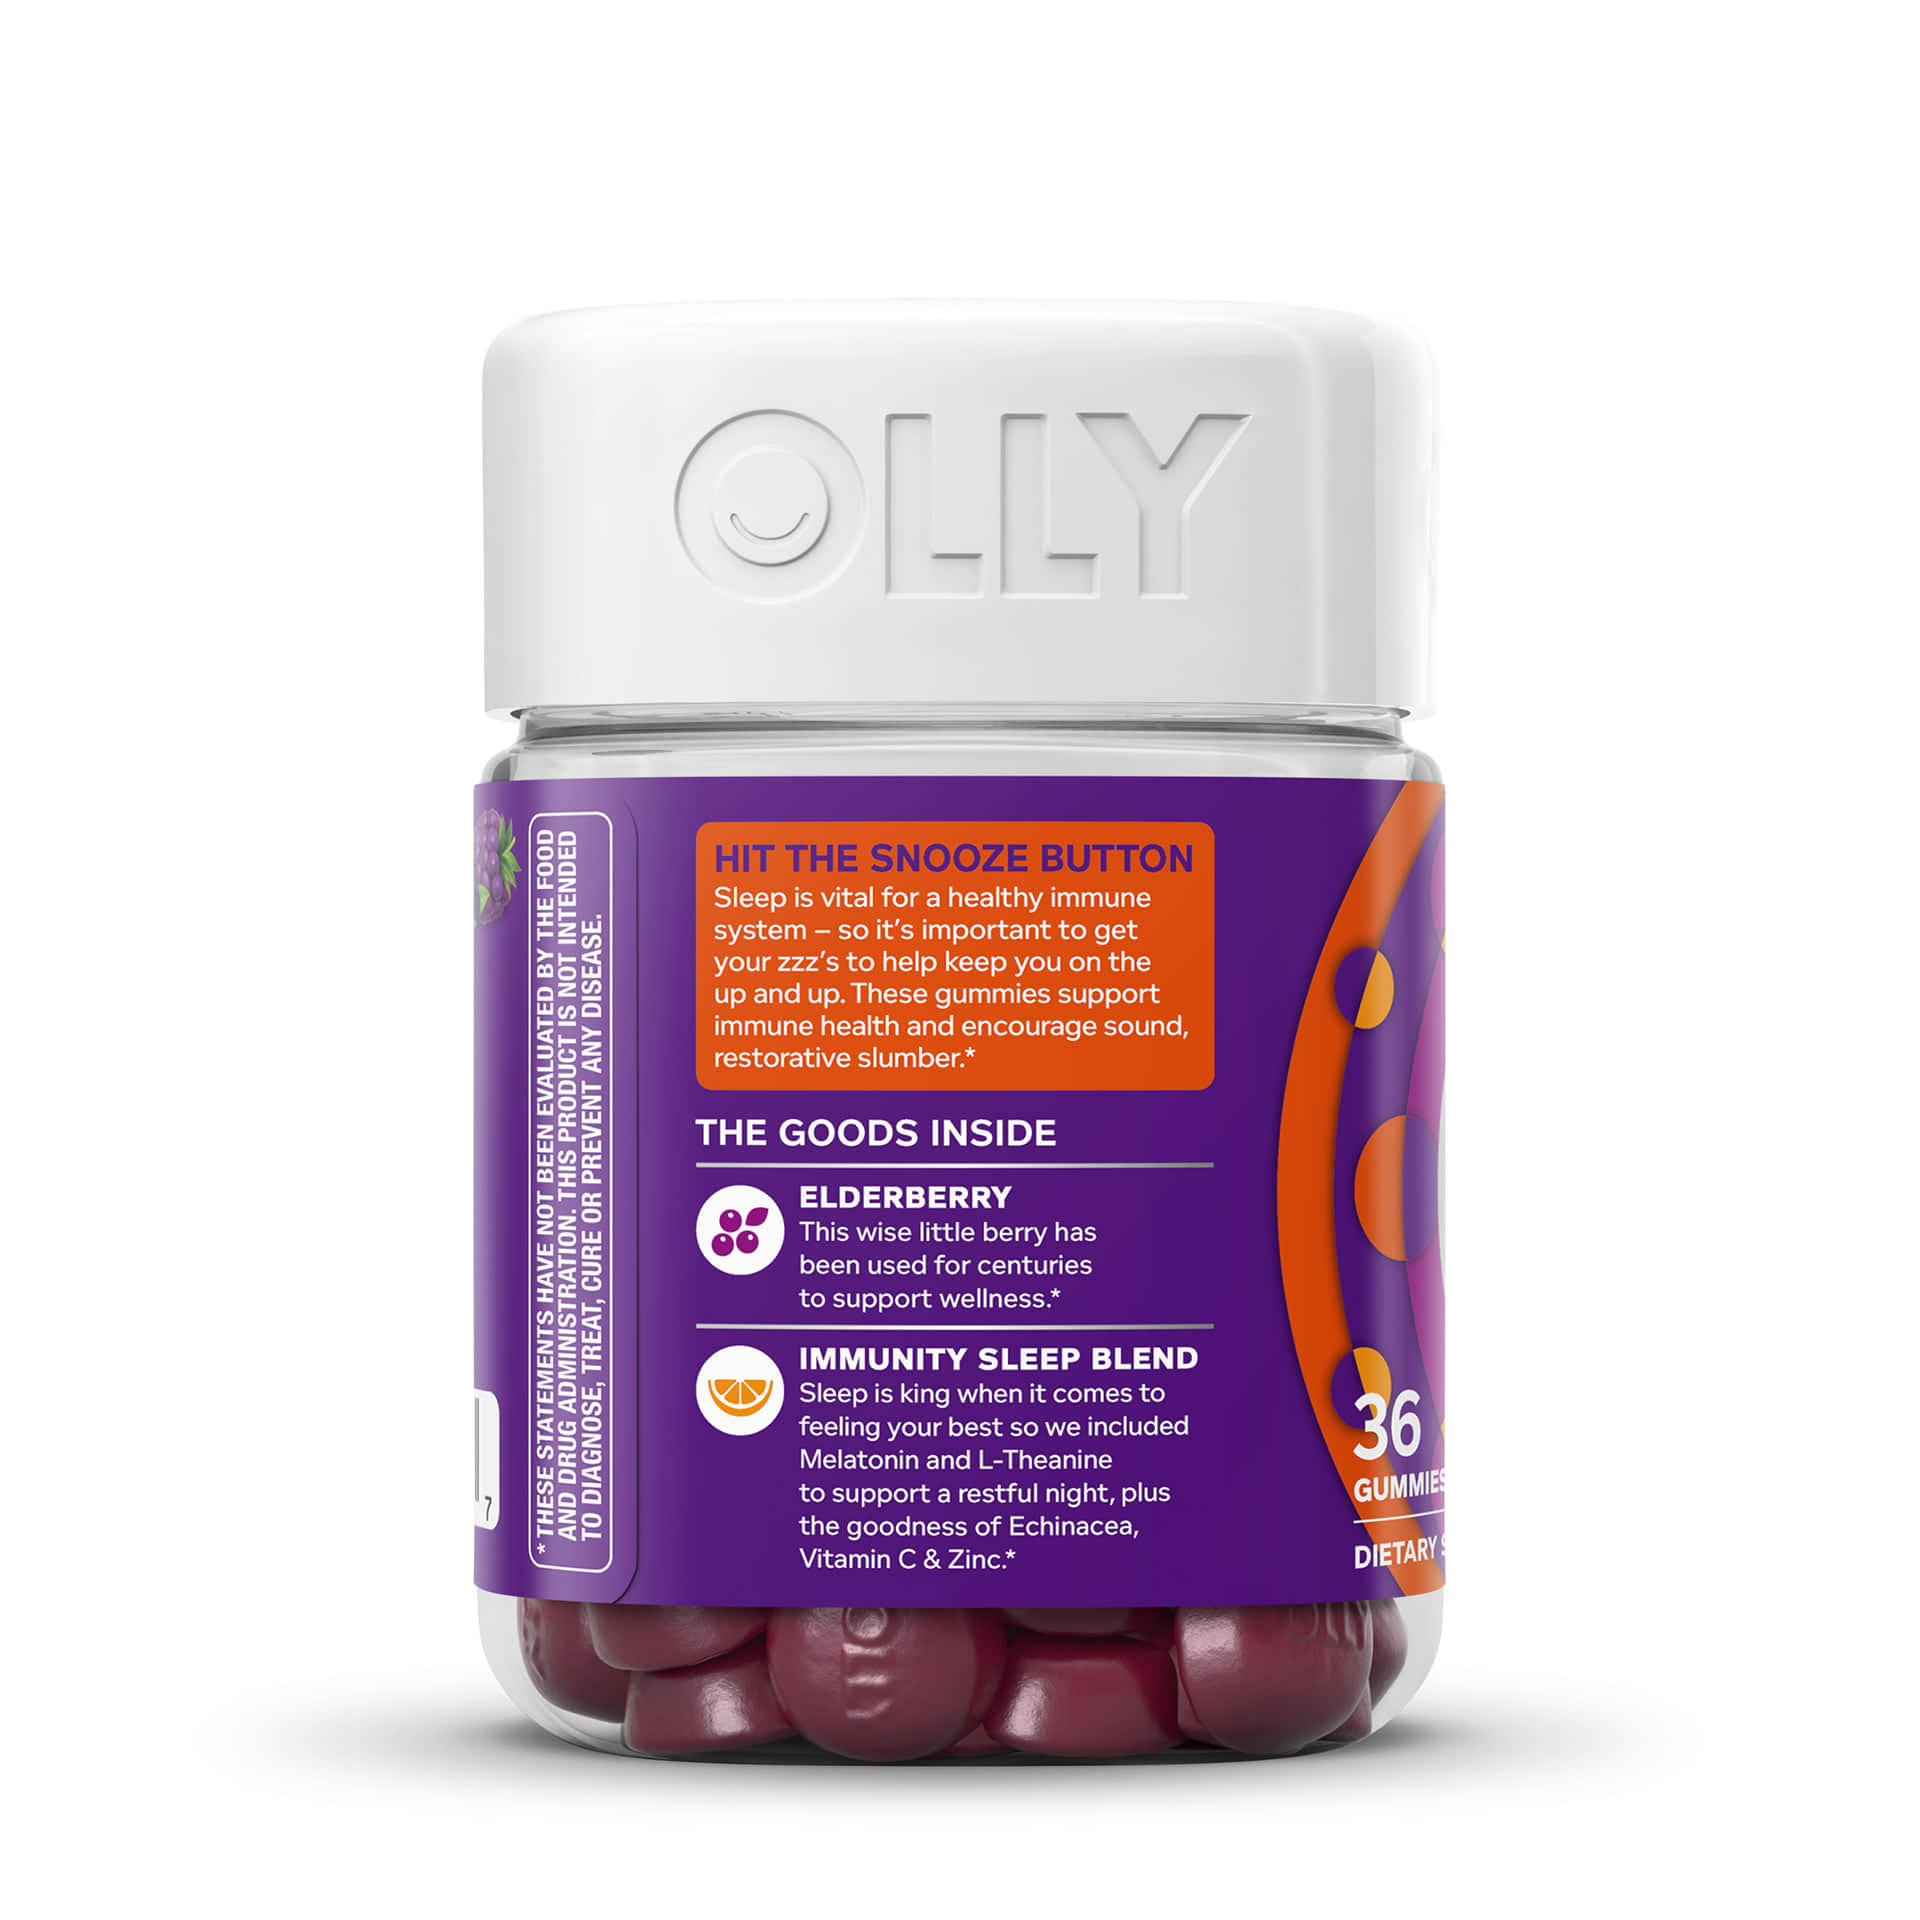 OLLY
* THESE STATEMENTS HAVE NOT BEEN EVALUATED BY THE FOOD
AND DRUG ADMINISTRATION. THIS PRODUCT IS NOT INTENDED
TO DIAGNOSE, TREAT, CURE OR PREVENT ANY DISEASE.
7
HIT THE SNOOZE BUTTON
Sleep is vital for a healthy immune
system – so it's important to get
your zzz's to help keep you on the
up and up. These gummies support
immune health and encourage sound,
restorative slumber.*
THE GOODS INSIDE
ELDERBERRY
This wise little berry has
been used for centuries
to support wellness.*
IMMUNITY SLEEP BLEND
Sleep is king when it comes to
feeling your best so we included
Melatonin and L-Theanine
to support a restful night, plus
the goodness of Echinacea,
Vitamin C & Zinc.*
36
GUMMIES
DIETARY
OLLY
OLLY